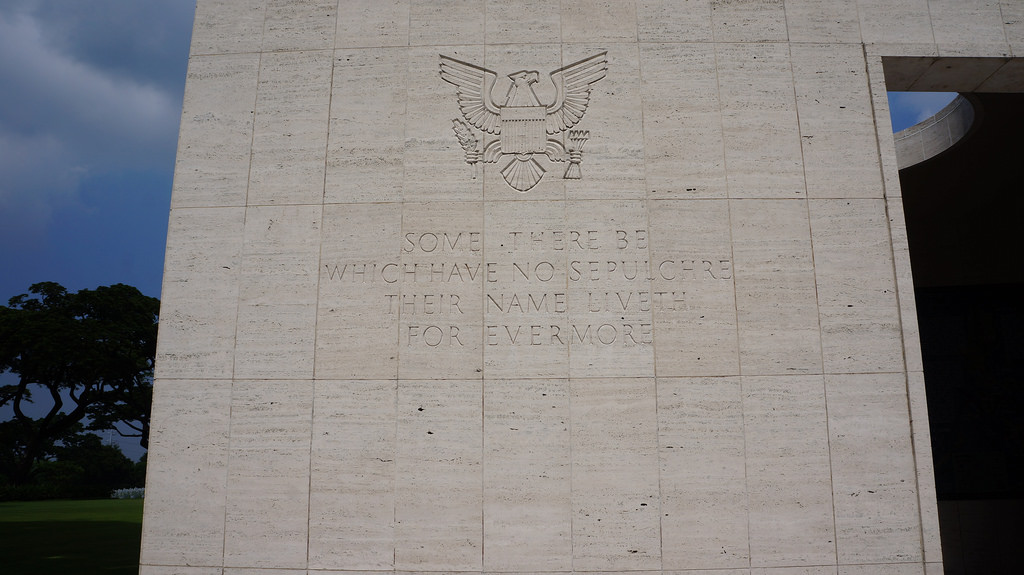 SOME THERE BE
WHICH HAVE NO SEPULCHRE
THEIR NAME LIVETH
FOR EVERMORE